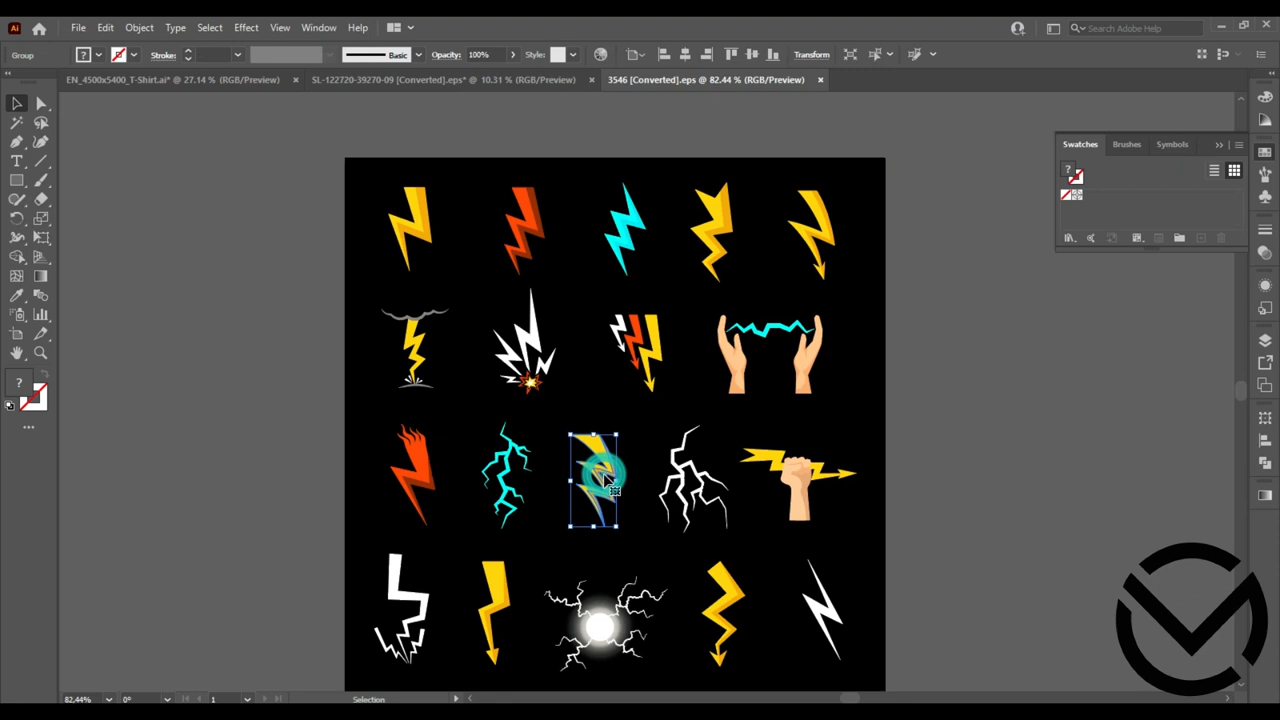 Ai File Edit Object Type Select Effect View Window Help Search Adobe Help
Group Stroke: Basic Opacity: 100% Style: Transform
EN_4500x5400_T-Shirt.ai* @ 27.14 % (RGB/Preview) SL-122720-39270-09 [Converted].eps* @ 10.31 % (RGB/Preview) 3546 [Converted].eps @ 82.44 % (RGB/Preview)
Swatches Brushes Symbols
82,44% 0° 1 Selection